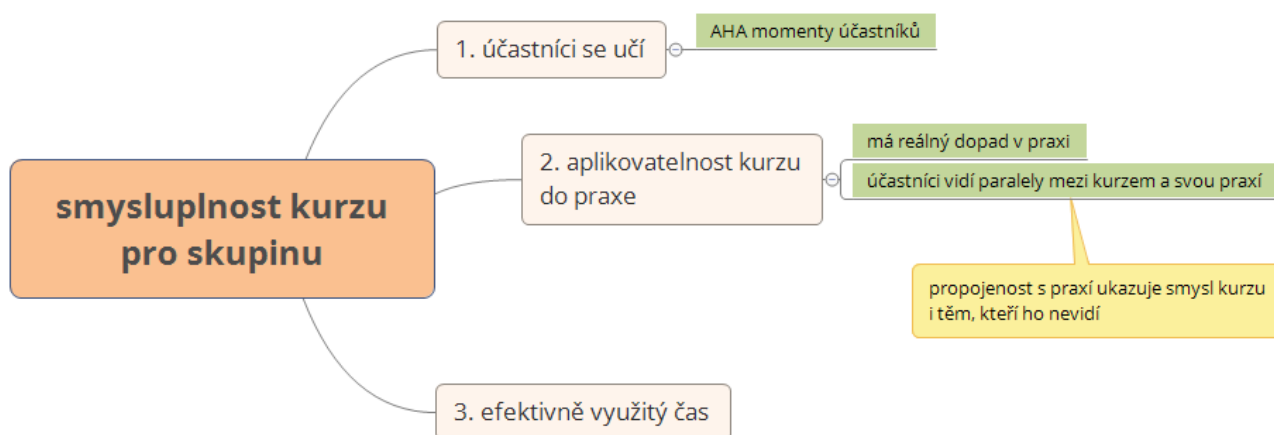 smysluplnost kurzu
pro skupinu
1. účastníci se učí
AHA momenty účastníků
2. aplikovatelnost kurzu
do praxe
má reálný dopad v praxi
účastníci vidí paralely mezi kurzem a svou praxí
propojenost s praxí ukazuje smysl kurzu
i těm, kteří ho nevidí
3. efektivně využitý čas